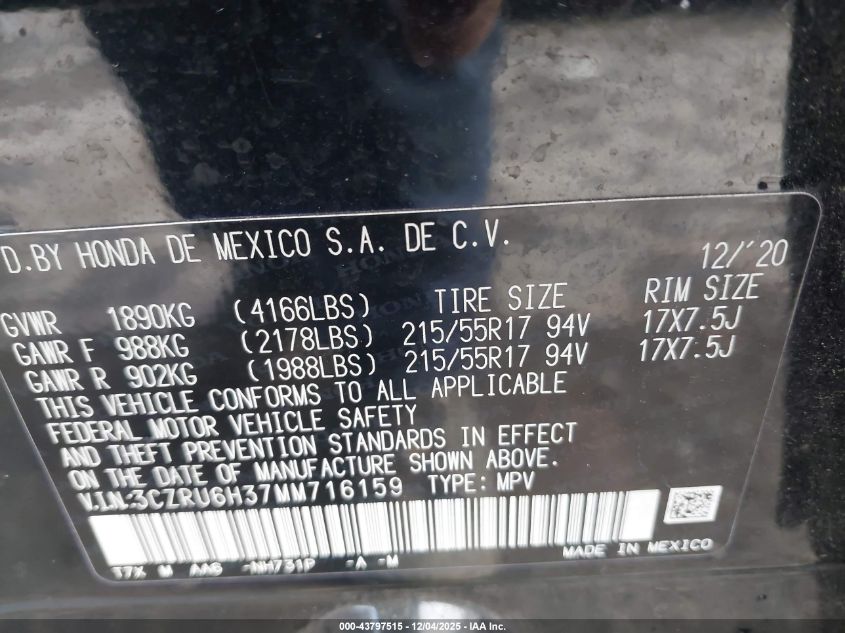 D.BY HONDA DE MEXICO S.A. DE C.V.
12/'20
GVWR 1890KG (4166LBS) TIRE SIZE RIM SIZE
GAWR F 988KG (2178LBS) 215/55R17 94V 17X7.5J
GAWR R 902KG (1988LBS) 215/55R17 94V 17X7.5J
THIS VEHICLE CONFORMS TO ALL APPLICABLE
FEDERAL MOTOR VEHICLE SAFETY
AND THEFT PREVENTION STANDARDS IN EFFECT
ON THE DATE OF MANUFACTURE SHOWN ABOVE.
V.I.N:3CZRU6H37MM716159 TYPE: MPV
MADE IN MEXICO
T7X M AAS -NH731P -A -M
000-43797515 - 12/04/2025 - IAA Inc.